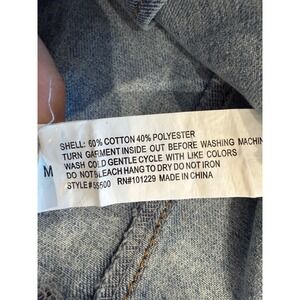 SHELL: 60% COTTON 40% POLYESTER
TURN GARMENT INSIDE OUT BEFORE WASHING MACHIN
WASH COLD GENTLE CYCLE WITH LIKE COLORS
M
DO NOT BLEACH HANG TO DRY DO NOT IRON
STYLE# 55500 RN#101229 MADE IN CHINA